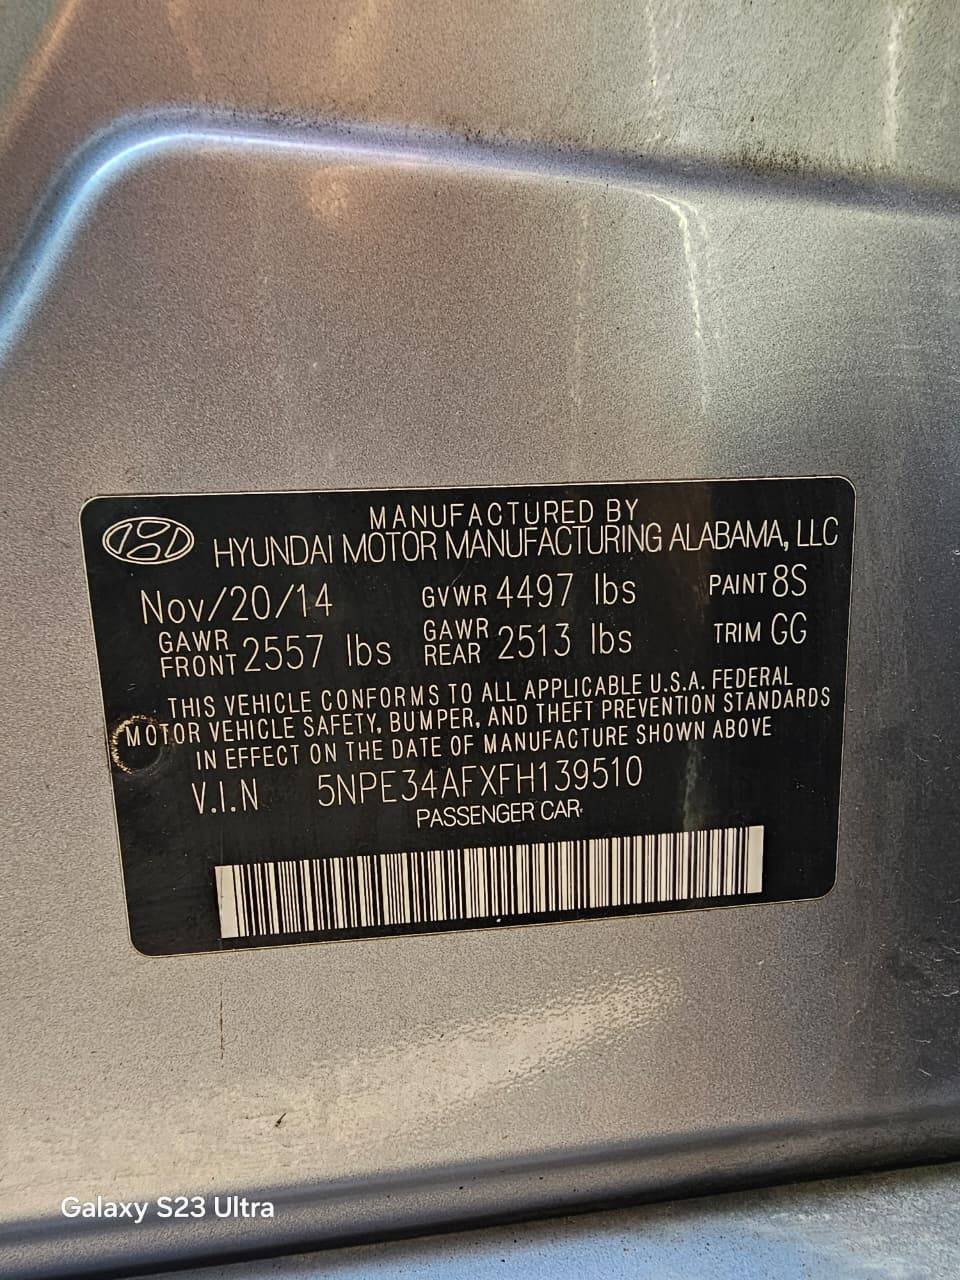 MANUFACTURED BY
HYUNDAI MOTOR MANUFACTURING ALABAMA, LLC
Nov/20/14 GVWR 4497 lbs PAINT 8S
GAWR FRONT 2557 lbs GAWR REAR 2513 lbs TRIM GG
THIS VEHICLE CONFORMS TO ALL APPLICABLE U.S.A. FEDERAL
MOTOR VEHICLE SAFETY, BUMPER, AND THEFT PREVENTION STANDARDS
IN EFFECT ON THE DATE OF MANUFACTURE SHOWN ABOVE
V.I.N 5NPE34AFXFH139510
PASSENGER CAR
Galaxy S23 Ultra